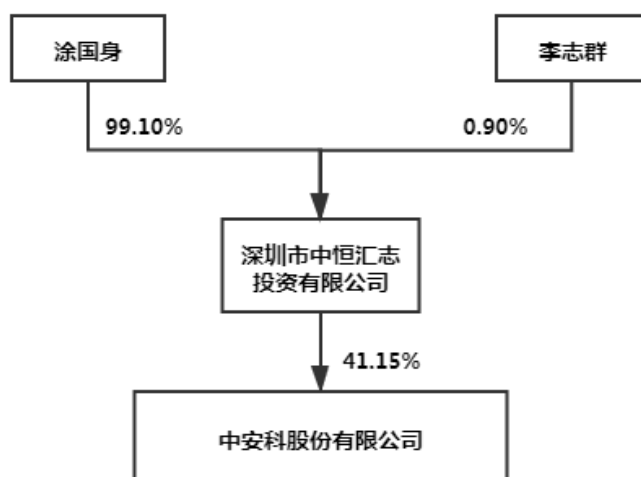 涂国身
李志群
99.10%
0.90%
深圳市中恒汇志
投资有限公司
41.15%
中安科股份有限公司